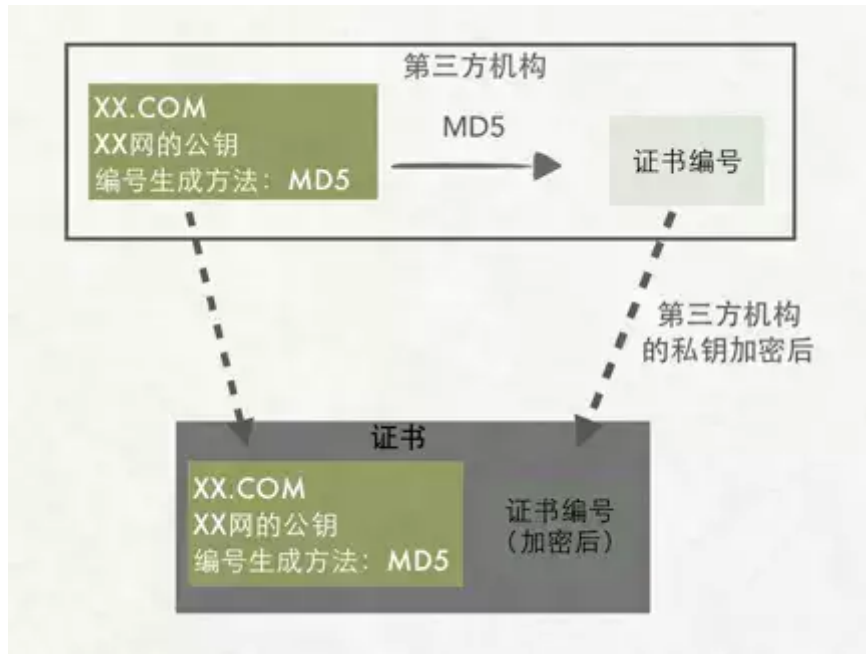 第三方机构
XX.COM
XX网的公钥
编号生成方法：MD5
MD5
证书编号
第三方机构
的私钥加密后
证书
XX.COM
XX网的公钥
编号生成方法：MD5
证书编号
（加密后）